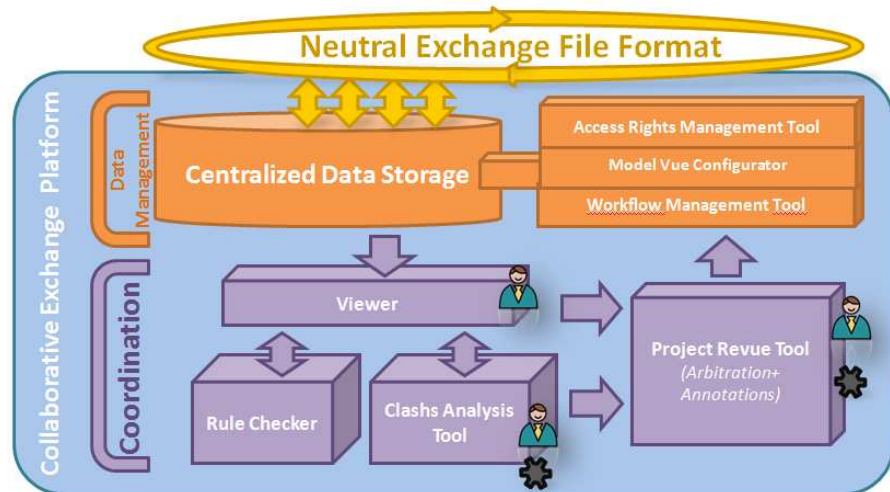 Neutral Exchange File Format
Collaborative Exchange Platform
Data
Management
Centralized Data Storage
Access Rights Management Tool
Model Vue Configurator
Workflow Management Tool
Coordination
Viewer
Rule Checker
Clashs Analysis
Tool
Project Revue Tool
(Arbitration+
Annotations)